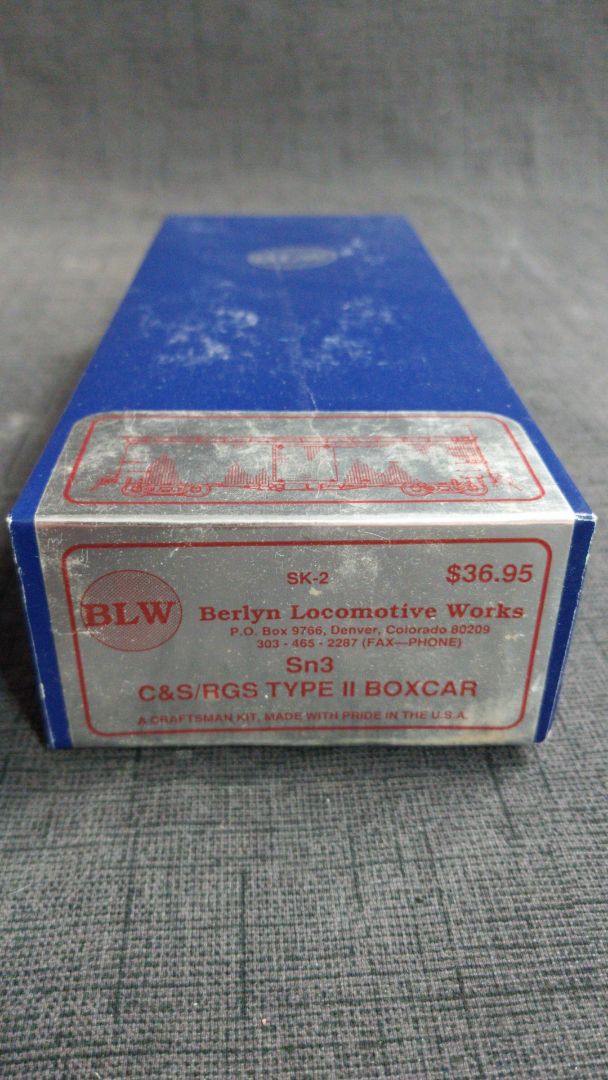 BLW
SK-2 $36.95
BLW Berlyn Locomotive Works
P.O. Box 9766, Denver, Colorado 80209
303 - 465 - 2287 (FAX—PHONE)
Sn3
C&S/RGS TYPE II BOXCAR
A CRAFTSMAN KIT, MADE WITH PRIDE IN THE U.S.A.